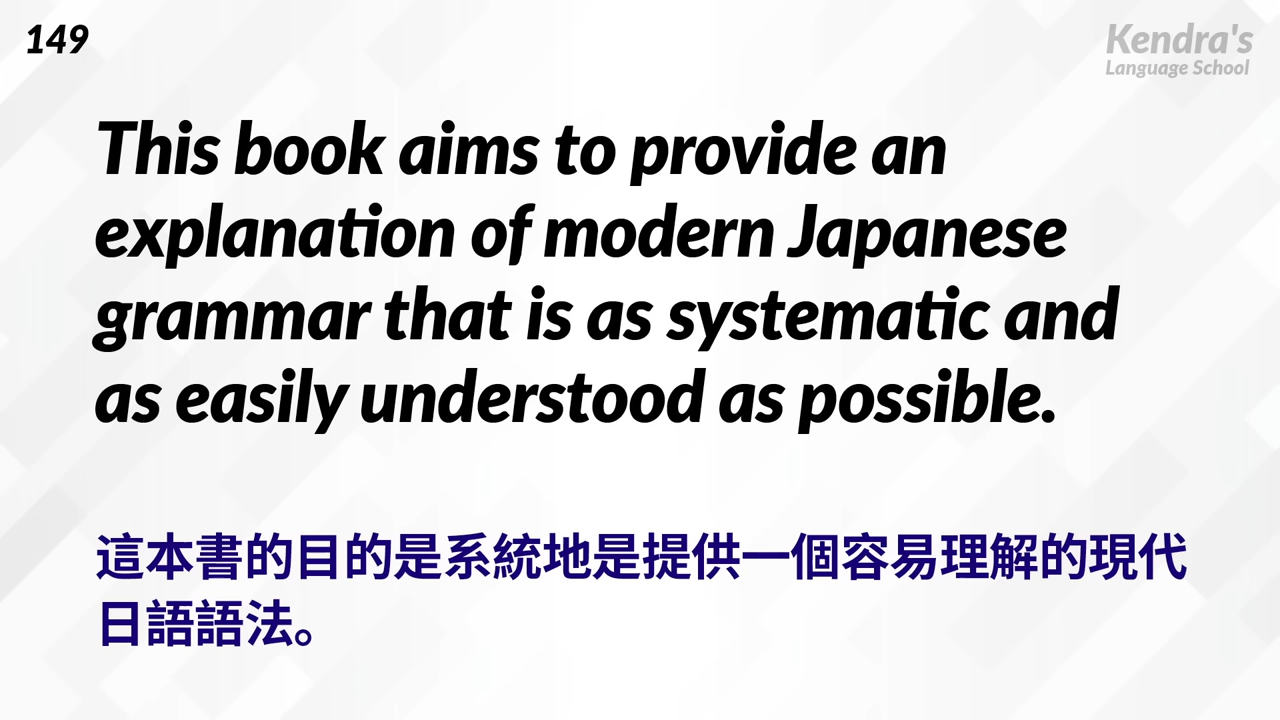 149
Kendra's
Language School
This book aims to provide an
explanation of modern Japanese
grammar that is as systematic and
as easily understood as possible.
這本書的目的是系統地是提供一個容易理解的現代
日語語法。